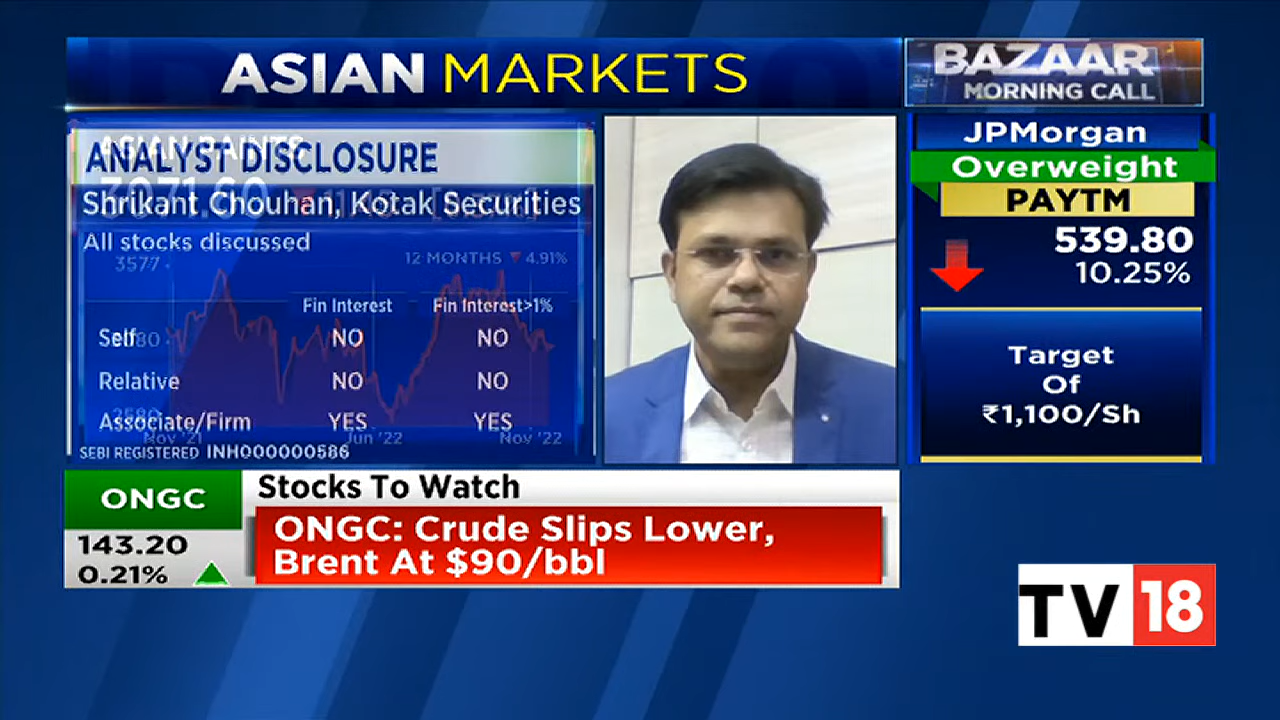 ASIAN MARKETS
BAZAAR
MORNING CALL
ANALYST DISCLOSURE
Shrikant Chouhan, Kotak Securities
All stocks discussed
3577
12 MONTHS ▼ 4.91%
Fin Interest Fin Interest>1%
Self NO NO
Relative NO NO
Associate/Firm YES YES
Nov '21 Jun '22 Nov '22
SEBI REGISTERED INH000000586
JPMorgan
Overweight
PAYTM
539.80
10.25%
Target
Of
₹1,100/Sh
ONGC
143.20
0.21%
Stocks To Watch
ONGC: Crude Slips Lower,
Brent At $90/bbl
TV18